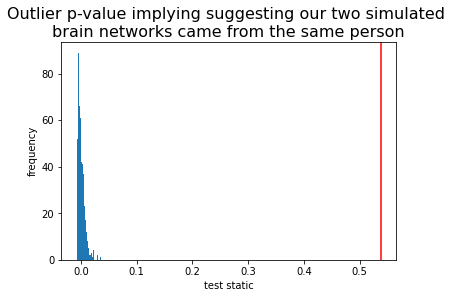 Outlier p-value implying suggesting our two simulated
brain networks came from the same person
80
60
40
20
0
frequency
0.0 0.1 0.2 0.3 0.4 0.5
test static